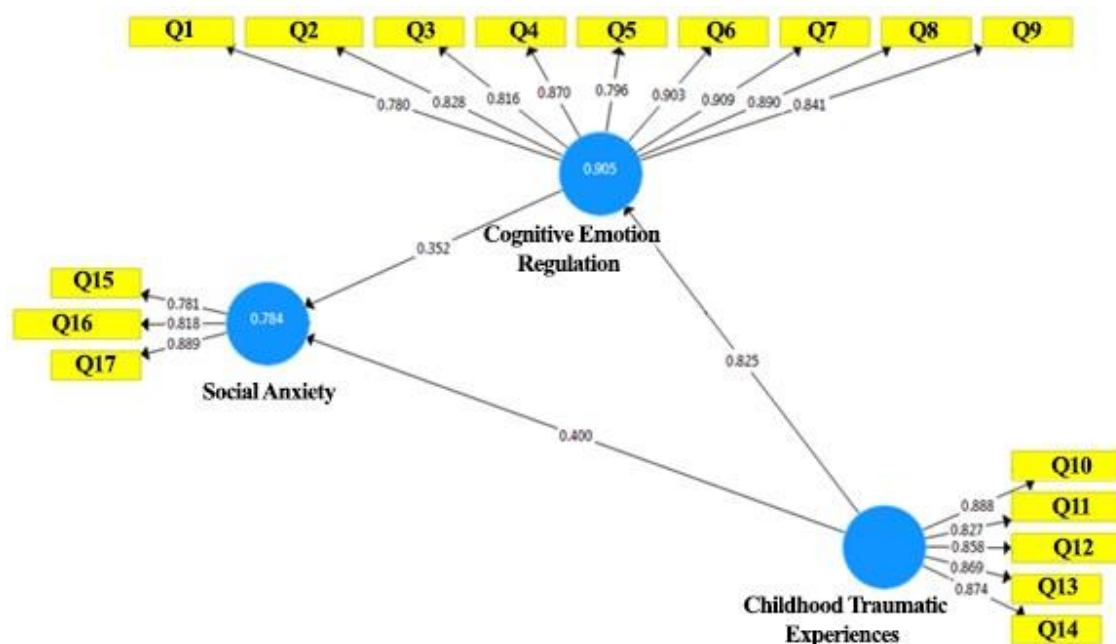 Q1 Q2 Q3 Q4 Q5 Q6 Q7 Q8 Q9
0.780 0.828 0.816 0.870 0.796 0.903 0.909 0.890 0.841
0.905
Cognitive Emotion
Regulation
0.352
Q15
0.781
Q16
0.818
Q17
0.889
0.784
Social Anxiety
0.825
0.400
Q10
0.888
Q11
0.827
Q12
0.858
Q13
0.869
Q14
0.874
Childhood Traumatic
Experiences